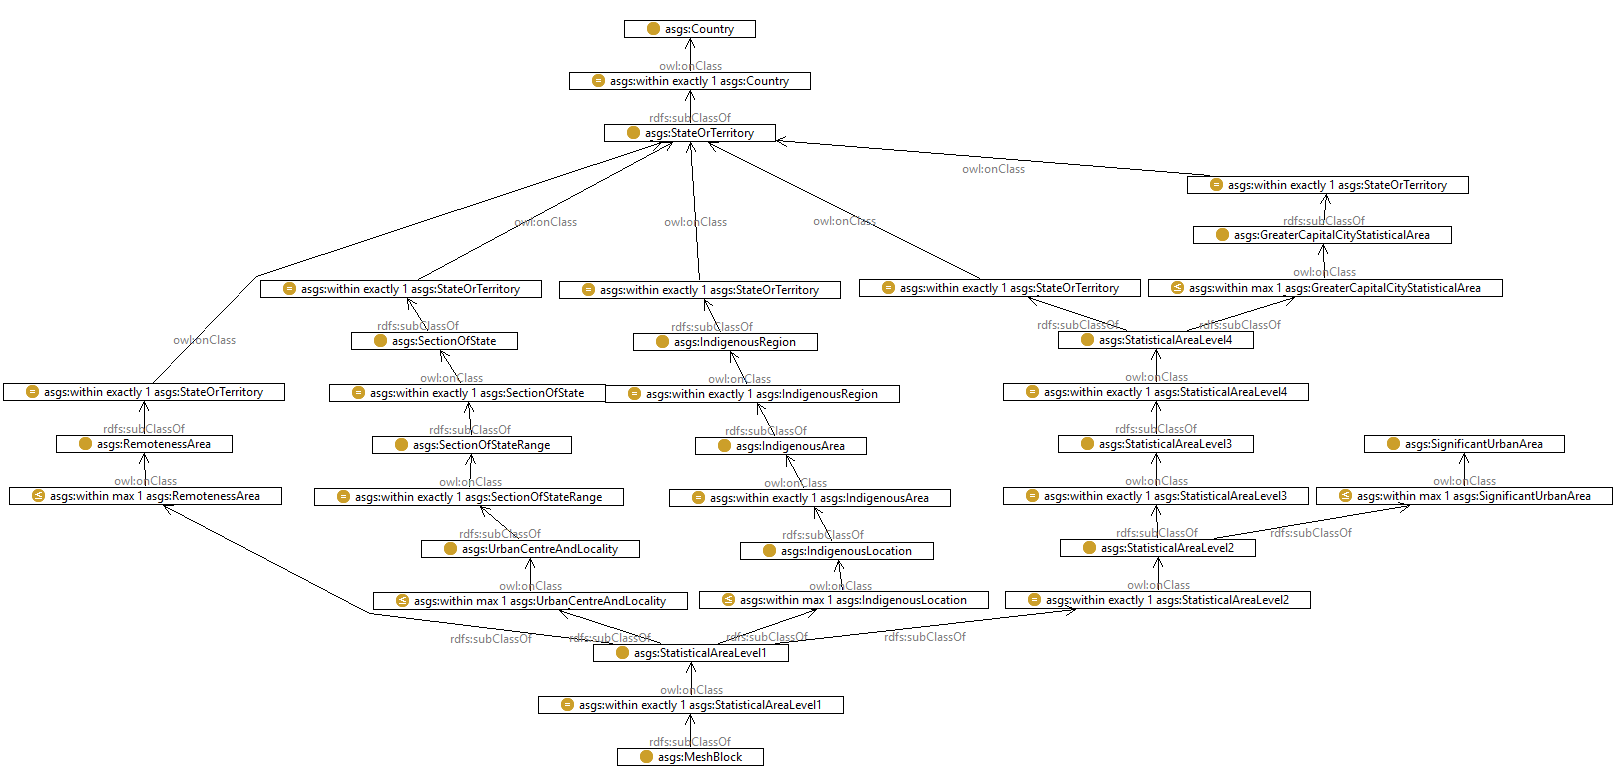 asgs:Country
owl:onClass
= asgs:within exactly 1 asgs:Country
rdfs:subClassOf
asgs:StateOrTerritory
owl:onClass
= asgs:within exactly 1 asgs:StateOrTerritory
rdfs:subClassOf
owl:onClass
owl:onClass
owl:onClass
asgs:GreaterCapitalCityStatisticalArea
owl:onClass
= asgs:within exactly 1 asgs:StateOrTerritory
= asgs:within exactly 1 asgs:StateOrTerritory
= asgs:within exactly 1 asgs:StateOrTerritory
≤ asgs:within max 1 asgs:GreaterCapitalCityStatisticalArea
rdfs:subClassOf
rdfs:subClassOf
rdfs:subClassOf
rdfs:subClassOf
owl:onClass
asgs:SectionOfState
asgs:IndigenousRegion
asgs:StatisticalAreaLevel4
owl:onClass
owl:onClass
owl:onClass
= asgs:within exactly 1 asgs:StateOrTerritory
= asgs:within exactly 1 asgs:SectionOfState
= asgs:within exactly 1 asgs:IndigenousRegion
= asgs:within exactly 1 asgs:StatisticalAreaLevel4
rdfs:subClassOf
rdfs:subClassOf
rdfs:subClassOf
rdfs:subClassOf
asgs:RemotenessArea
asgs:SectionOfStateRange
asgs:IndigenousArea
asgs:StatisticalAreaLevel3
asgs:SignificantUrbanArea
owl:onClass
owl:onClass
owl:onClass
owl:onClass
owl:onClass
≤ asgs:within max 1 asgs:RemotenessArea
= asgs:within exactly 1 asgs:SectionOfStateRange
= asgs:within exactly 1 asgs:IndigenousArea
= asgs:within exactly 1 asgs:StatisticalAreaLevel3
≤ asgs:within max 1 asgs:SignificantUrbanArea
rdfs:subClassOf
rdfs:subClassOf
rdfs:subClassOf
rdfs:subClassOf
asgs:UrbanCentreAndLocality
asgs:IndigenousLocation
asgs:StatisticalAreaLevel2
owl:onClass
owl:onClass
owl:onClass
≤ asgs:within max 1 asgs:UrbanCentreAndLocality
≤ asgs:within max 1 asgs:IndigenousLocation
= asgs:within exactly 1 asgs:StatisticalAreaLevel2
rdfs:subClassOf
rdfs:subClassOf
rdfs:subClassOf
rdfs:subClassOf
asgs:StatisticalAreaLevel1
owl:onClass
= asgs:within exactly 1 asgs:StatisticalAreaLevel1
rdfs:subClassOf
asgs:MeshBlock